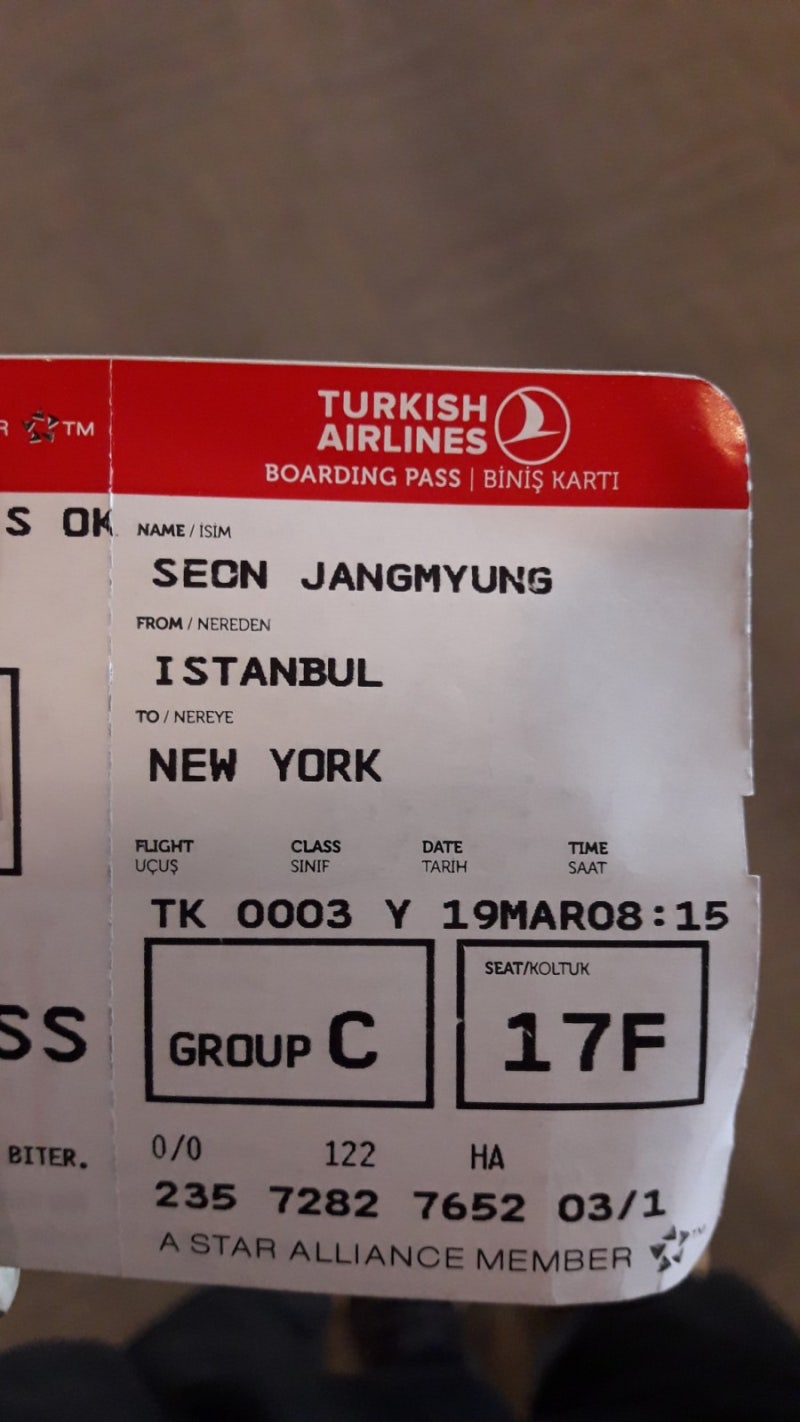 R TM
TURKISH
AIRLINES
BOARDING PASS | BİNİŞ KARTI
S OK
NAME / İSİM
SEON JANGMYUNG
FROM / NEREDEN
ISTANBUL
TO / NEREYE
NEW YORK
FLIGHT CLASS DATE TIME
UÇUŞ SINIF TARIH SAAT
TK 0003 Y 19MAR08:15
SEAT/KOLTUK
SS
GROUP C 17F
BITER.
0/0 122 HA
235 7282 7652 03/1
A STAR ALLIANCE MEMBER TM